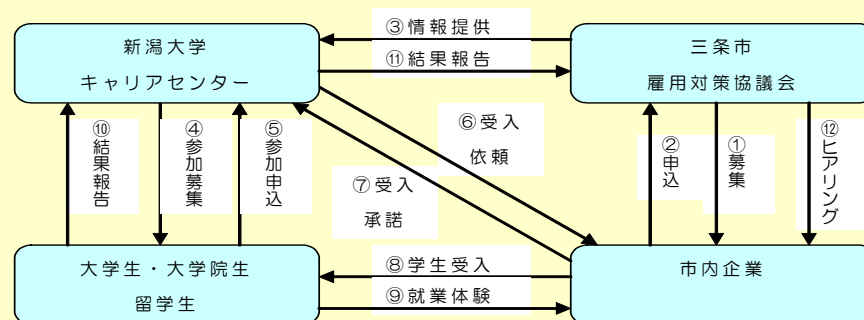 新潟大学
キャリアセンター
③情報提供
⑪結果報告
三条市
雇用対策協議会
⑩結果報告
④参加募集
⑤参加申込
⑥受入
依頼
⑦受入
承諾
②申込
①募集
⑫ヒアリング
大学生・大学院生
留学生
⑧学生受入
⑨就業体験
市内企業